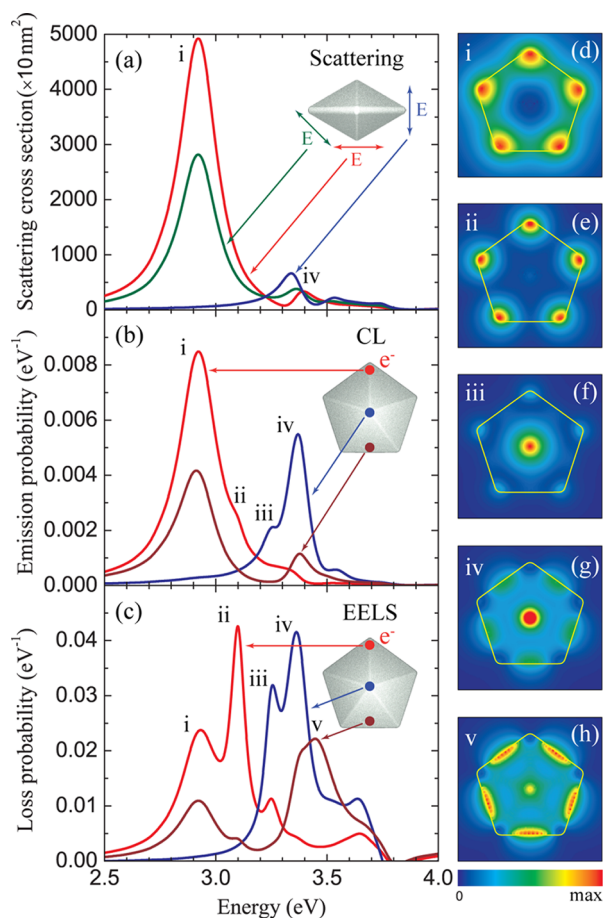 (a)
Scattering
i
E
E
E
iv
Scattering cross section(×10nm²)
5000
4000
3000
2000
1000
0
(b)
CL
i
e⁻
ii
iii
iv
Emission probability (eV⁻¹)
0.008
0.006
0.004
0.002
0.000
(c)
EELS
ii
e⁻
iv
iii
i
v
Loss probability (eV⁻¹)
0.04
0.03
0.02
0.01
0.00
2.5 3.0 3.5 4.0
Energy (eV)
i (d)
ii (e)
iii (f)
iv (g)
v (h)
0 max